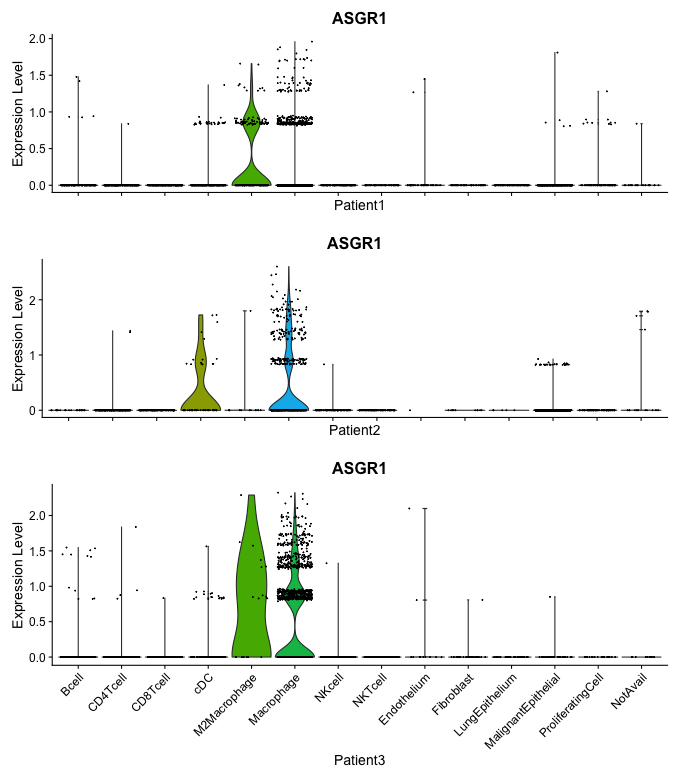 ASGR1
Expression Level
2.0
1.5
1.0
0.5
0.0
Patient1
ASGR1
Expression Level
2
1
0
Patient2
ASGR1
Expression Level
2.0
1.5
1.0
0.5
0.0
Bcell
CD4Tcell
CD8Tcell
cDC
M2Macrophage
Macrophage
NKcell
NKTcell
Endothelium
Fibroblast
LungEpithelium
MalignantEpithelial
ProliferatingCell
NotAvail
Patient3